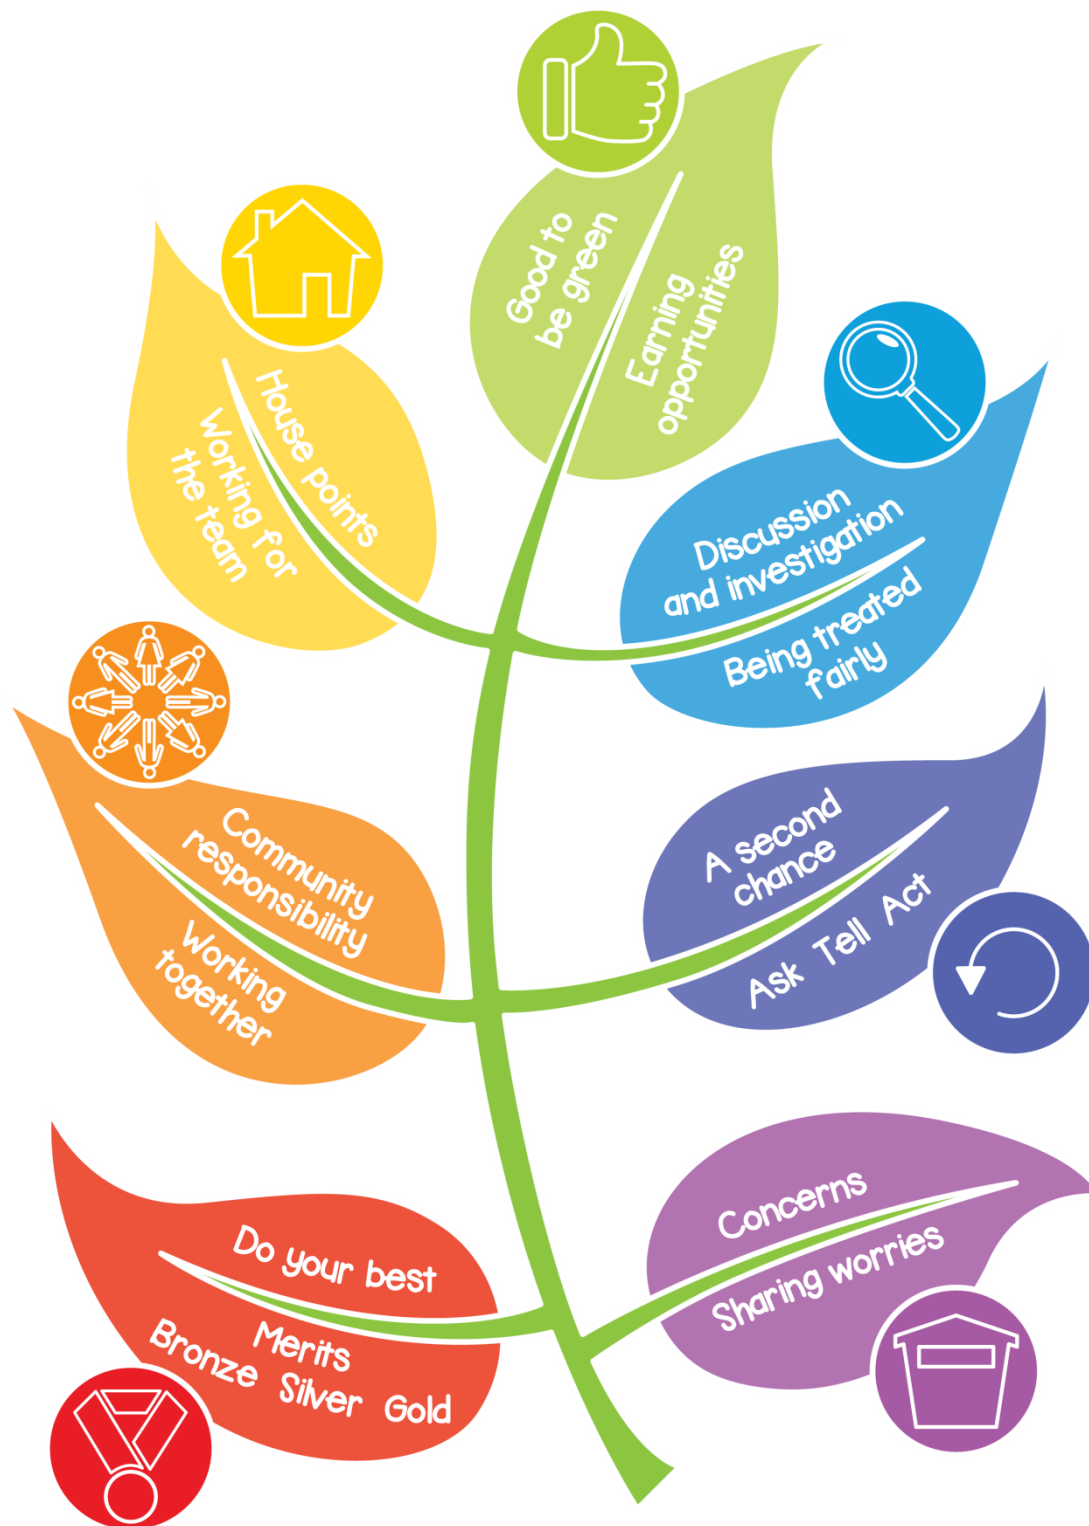 Good to
be green
Earning
opportunities
House points
Working for
the team
Discussion
and investigation
Being treated
fairly
Community
responsibility
Working
together
A second
chance
Ask Tell Act
Do your best
Merits
Bronze Silver Gold
Concerns
Sharing worries